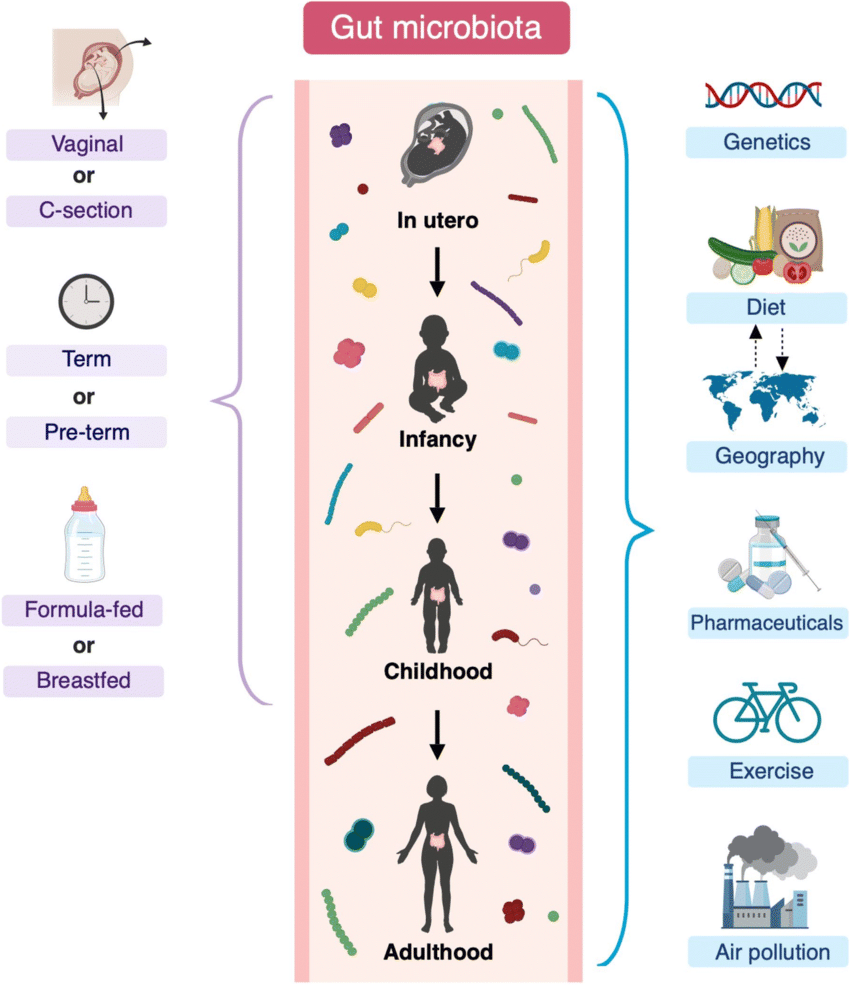 Gut microbiota
Vaginal
or
C-section
Term
or
Pre-term
Formula-fed
or
Breastfed
In utero
Infancy
Childhood
Adulthood
Genetics
Diet
Geography
Pharmaceuticals
Exercise
Air pollution